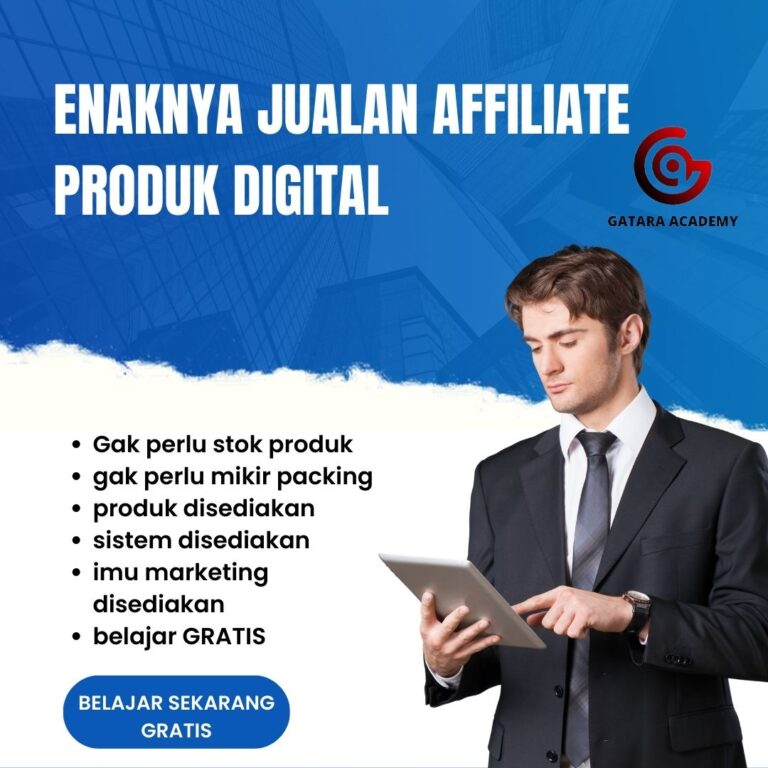 ENAKNYA JUALAN AFFILIATE
PRODUK DIGITAL
GATARA ACADEMY
• Gak perlu stok produk
• gak perlu mikir packing
• produk disediakan
• sistem disediakan
• imu marketing
disediakan
• belajar GRATIS
BELAJAR SEKARANG
GRATIS